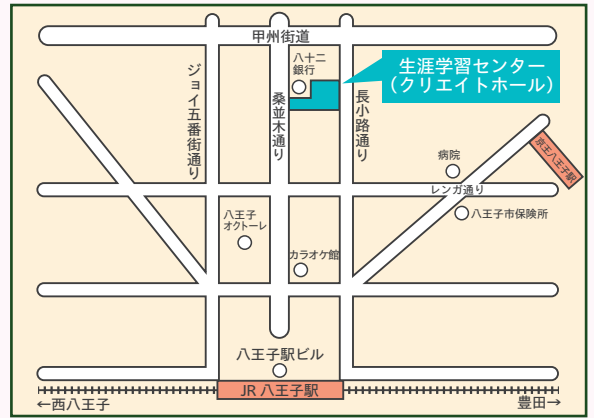 甲州街道
八十二
銀行
生涯学習センター
（クリエイトホール）
ジョイ五番街通り
桑並木通り
長小路通り
京王八王子駅
病院
レンガ通り
八王子市保険所
八王子
オクトーレ
カラオケ館
八王子駅ビル
JR 八王子駅
←西八王子
豊田→